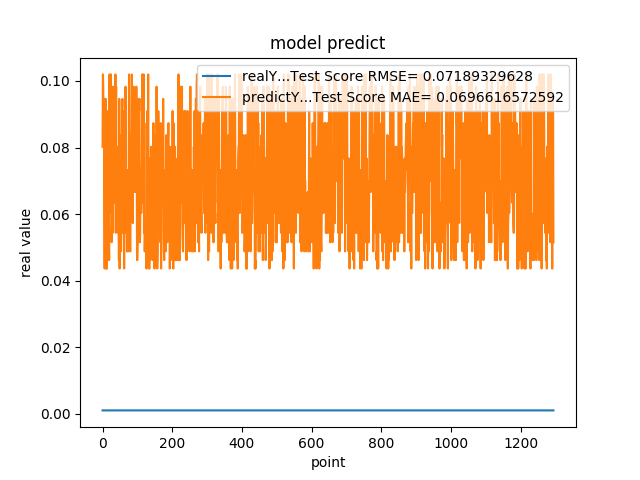 model predict
realY...Test Score RMSE= 0.07189329628
predictY...Test Score MAE= 0.0696616572592
0.10
0.08
0.06
0.04
0.02
0.00
real value
0 200 400 600 800 1000 1200
point